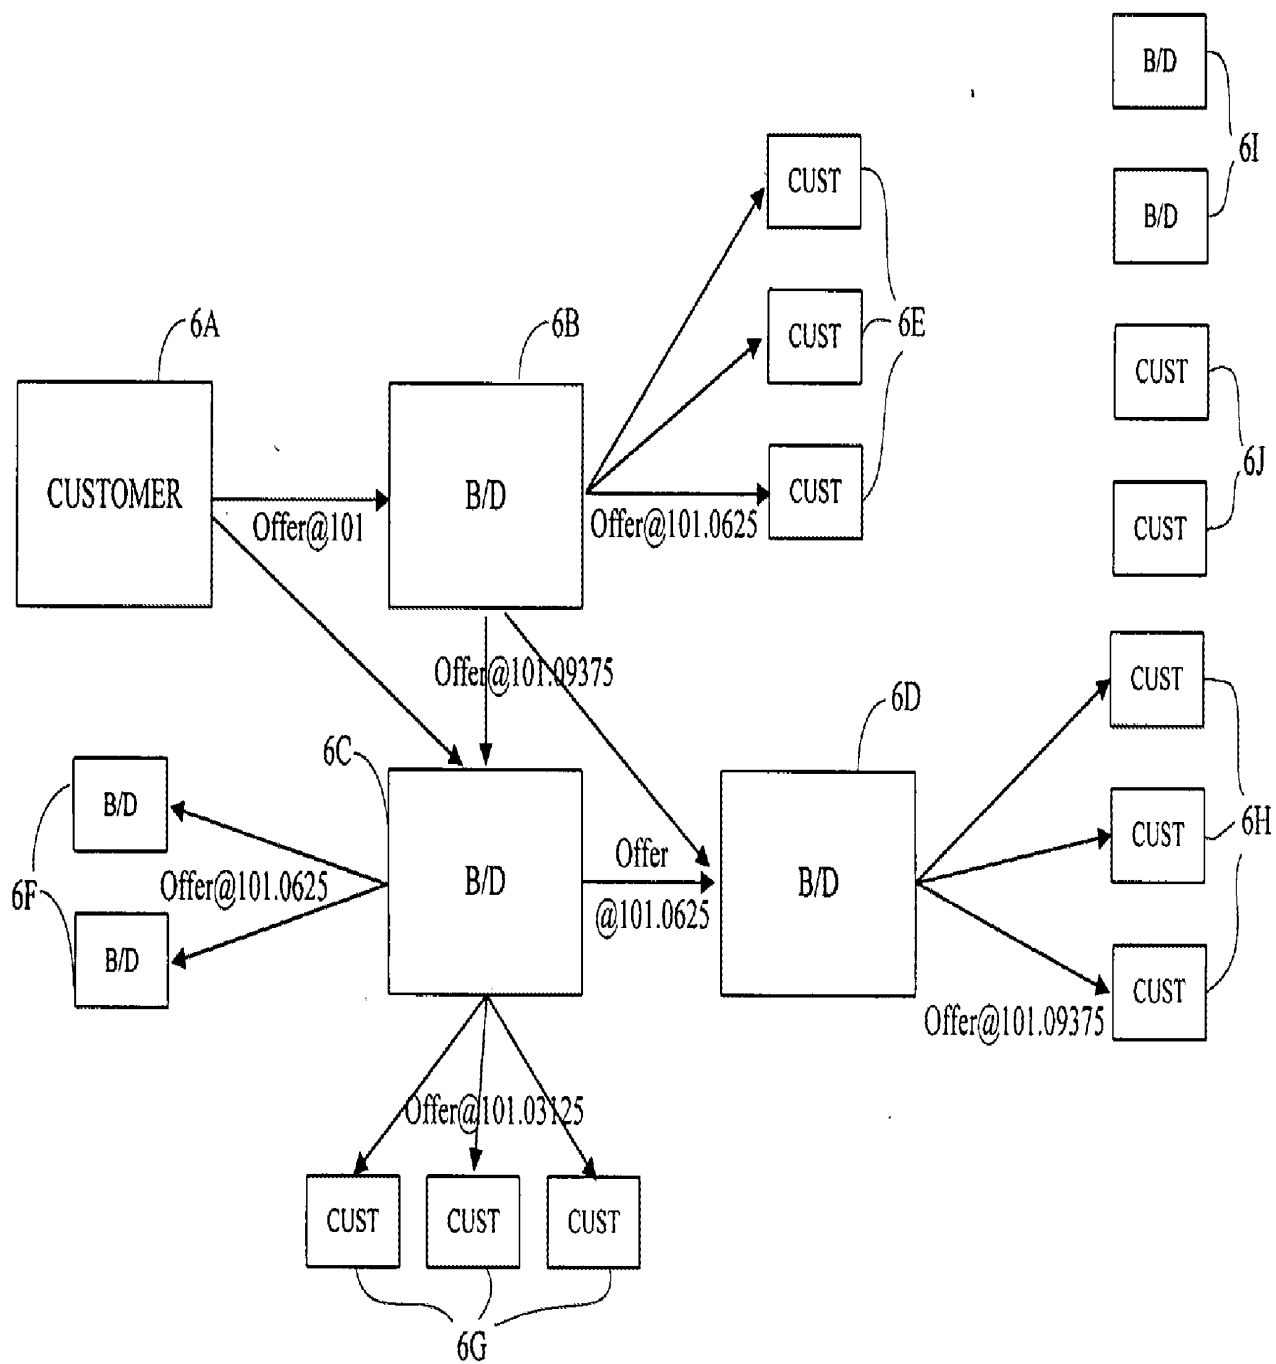 B/D
6I
B/D
CUST
6A
6B
CUST
6E
CUST
6J
CUSTOMER
B/D
CUST
CUST
Offer@101
Offer@101.0625
Offer@101.09375
6D
CUST
6C
B/D
Offer
CUST
6H
6F
Offer@101.0625
B/D
B/D
@101.0625
B/D
CUST
Offer@101.09375
Offer@101.03125
CUST
CUST
CUST
6G